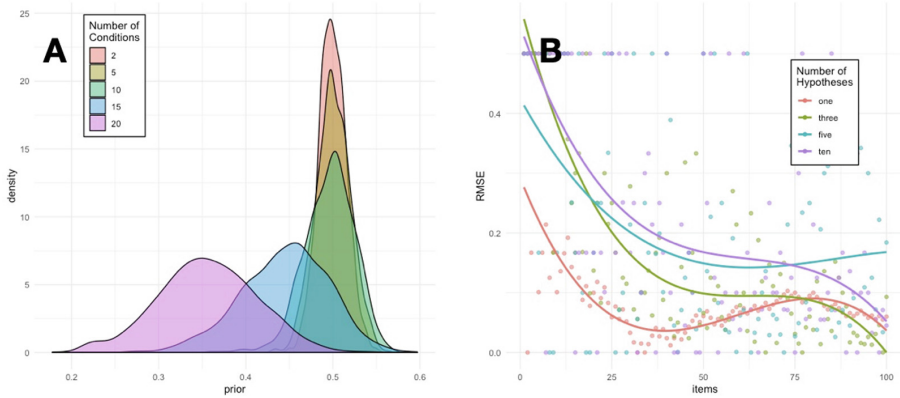 A
Number of
Conditions
2
5
10
15
20
density
25
20
15
10
5
0
0.2
0.3
0.4
0.5
0.6
prior
B
Number of
Hypotheses
one
three
five
ten
RMSE
0.4
0.2
0.0
0
25
50
75
100
items